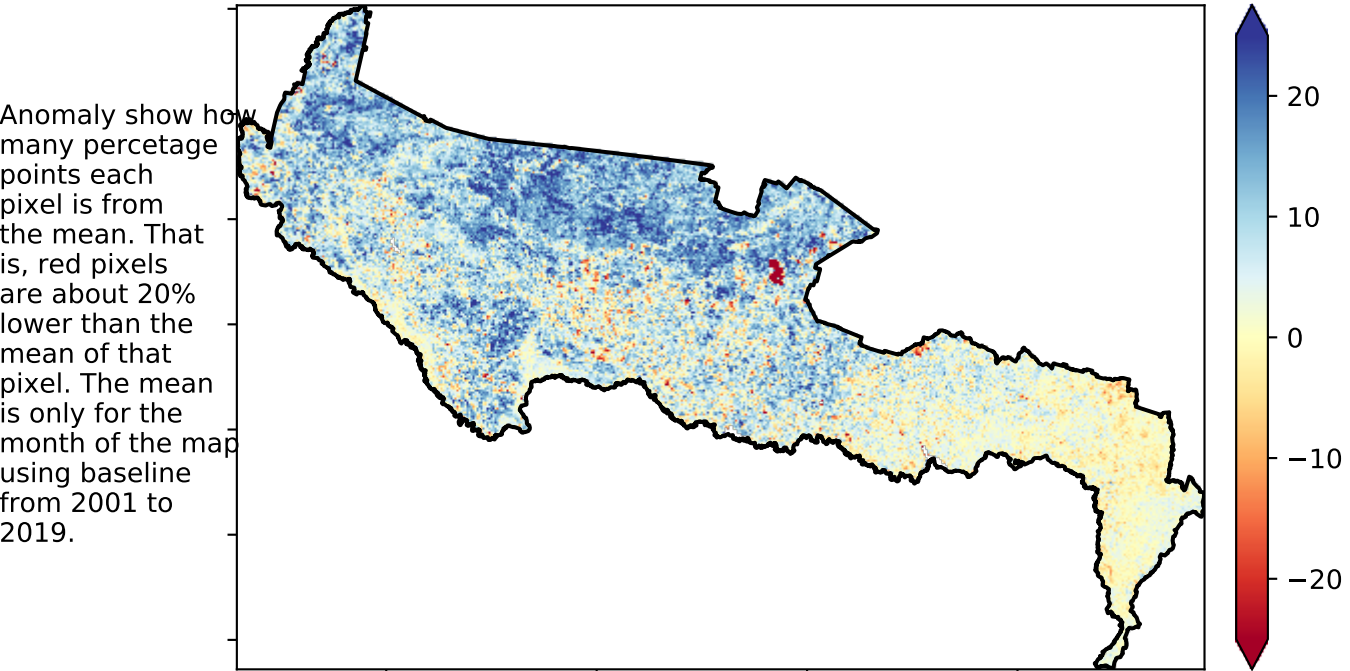 Anomaly show how
many percetage
points each
pixel is from
the mean. That
is, red pixels
are about 20%
lower than the
mean of that
pixel. The mean
is only for the
month of the map
using baseline
from 2001 to
2019.
20
10
0
−10
−20